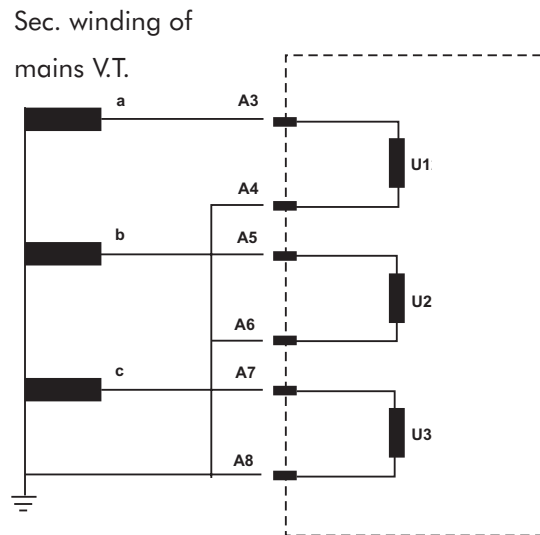 Sec. winding of
mains V.T.
a
A3
U1
A4
b
A5
U2
A6
c
A7
U3
A8